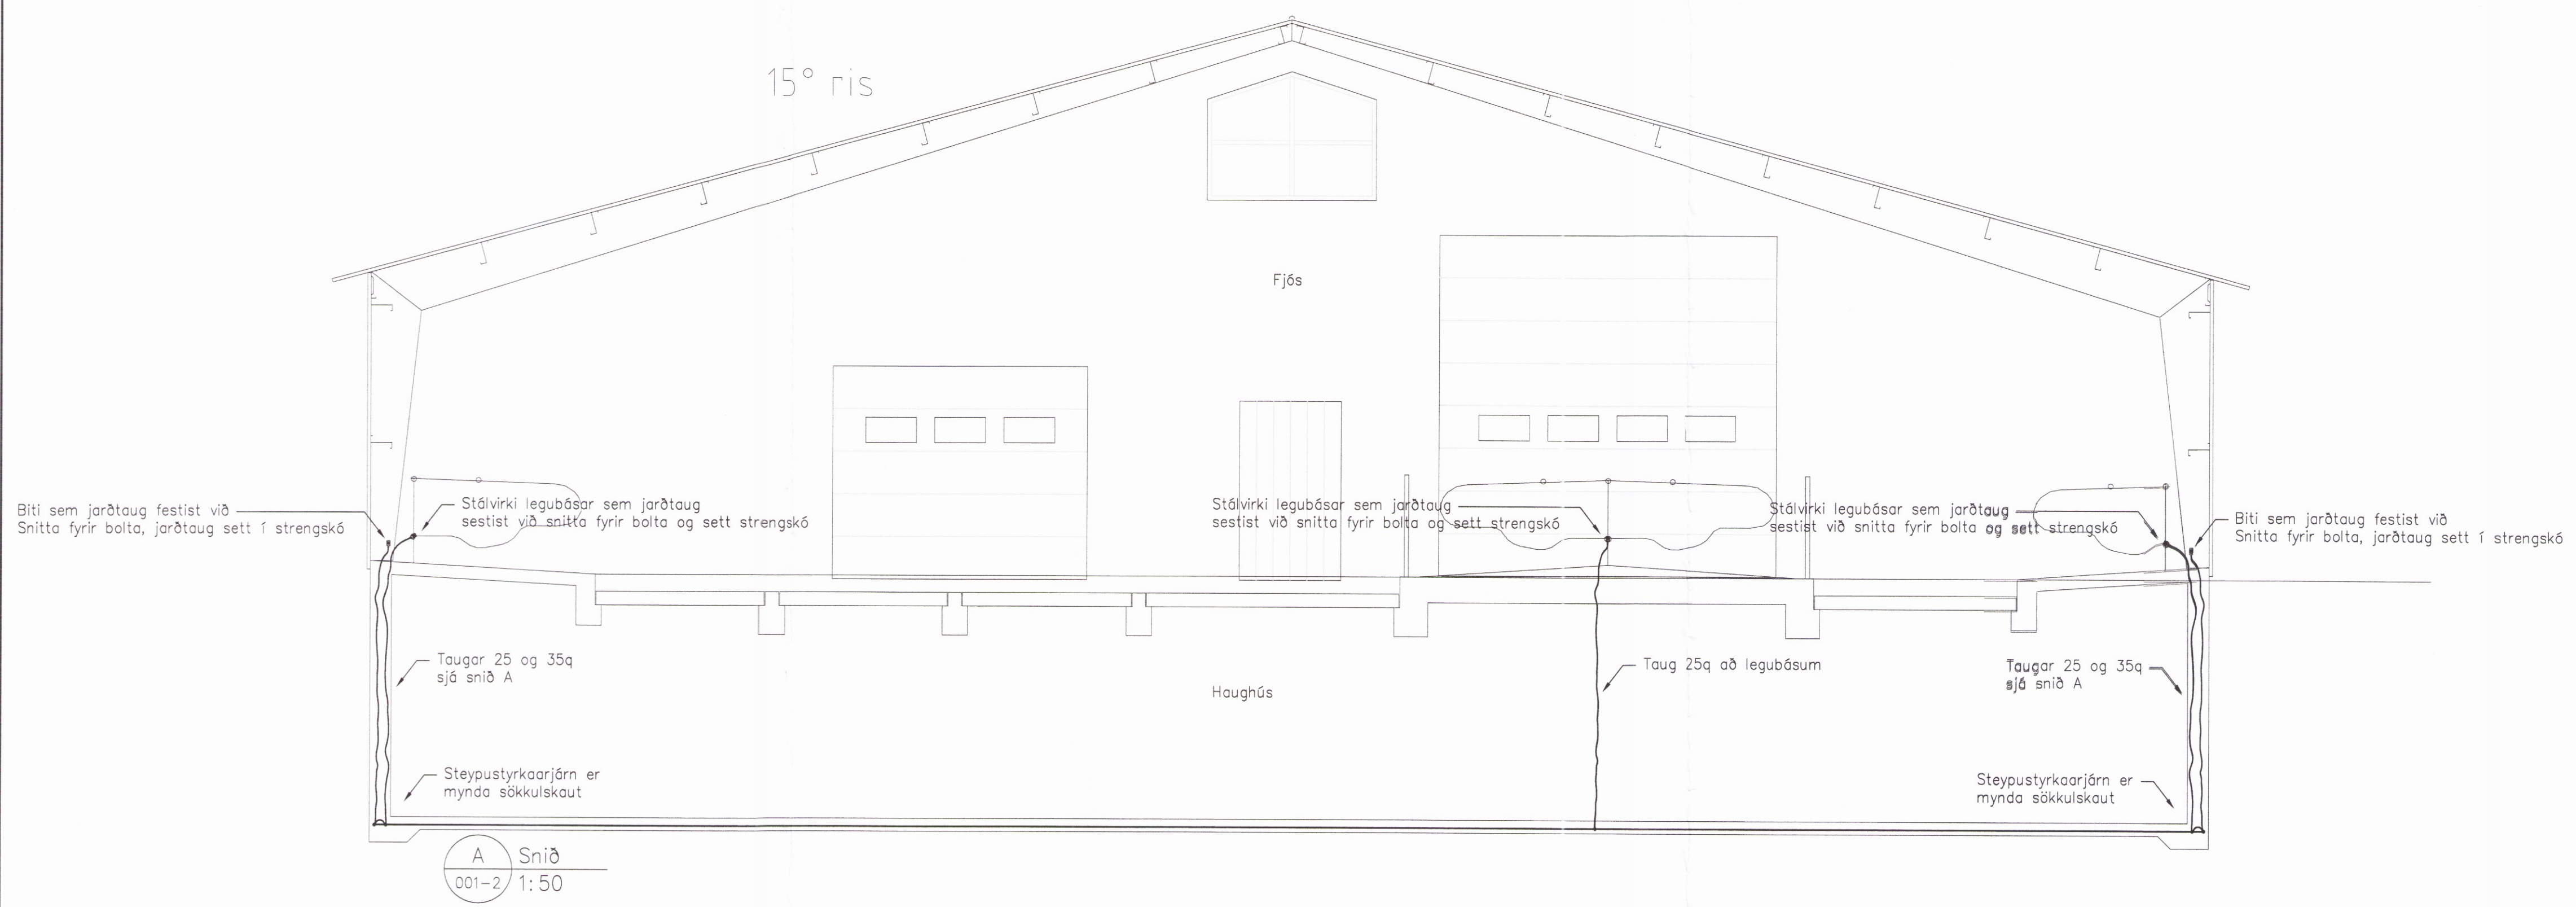 15° ris
Fjós
Biti sem jarðtaug festist við
Snitta fyrir bolta, jarðtaug sett í strengskó
Stálvirki legubásar sem jarðtaug
sestist við snitta fyrir bolta og sett strengskó
Stálvirki legubásar sem jarðtaug
sestist við snitta fyrir bolta og sett strengskó
Stálvirki legubásar sem jarðtaug
sestist við snitta fyrir bolta og sett strengskó
Biti sem jarðtaug festist við
Snitta fyrir bolta, jarðtaug sett í strengskó
Taugar 25 og 35q
sjá snið A
Haughús
Taug 25q að legubásum
Taugar 25 og 35q
sjá snið A
Steypustyrkaarjárn er
mynda sökkulskaut
Steypustyrkaarjárn er
mynda sökkulskaut
A
001-2
Snið
1:50